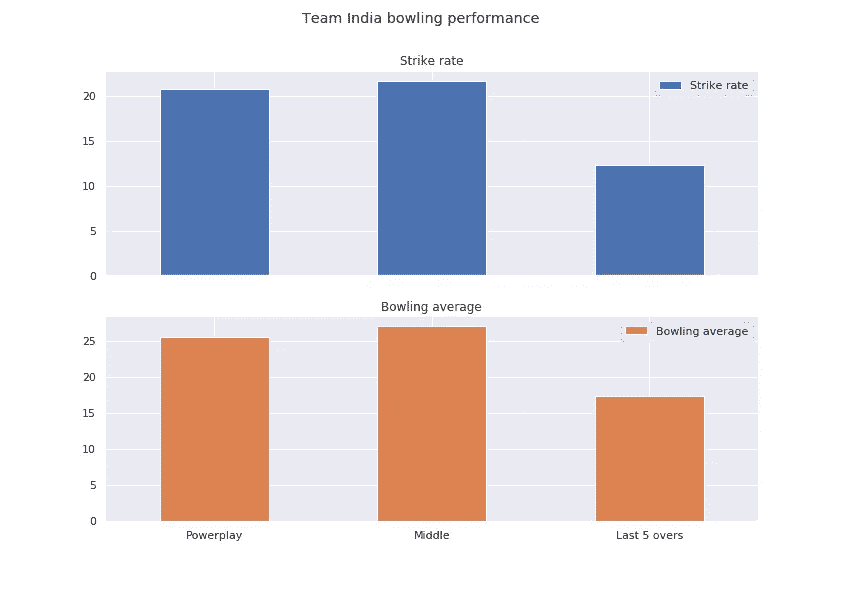 Team India bowling performance
Strike rate
Strike rate
20
15
10
5
0
Bowling average
Bowling average
25
20
15
10
5
0
Powerplay Middle Last 5 overs